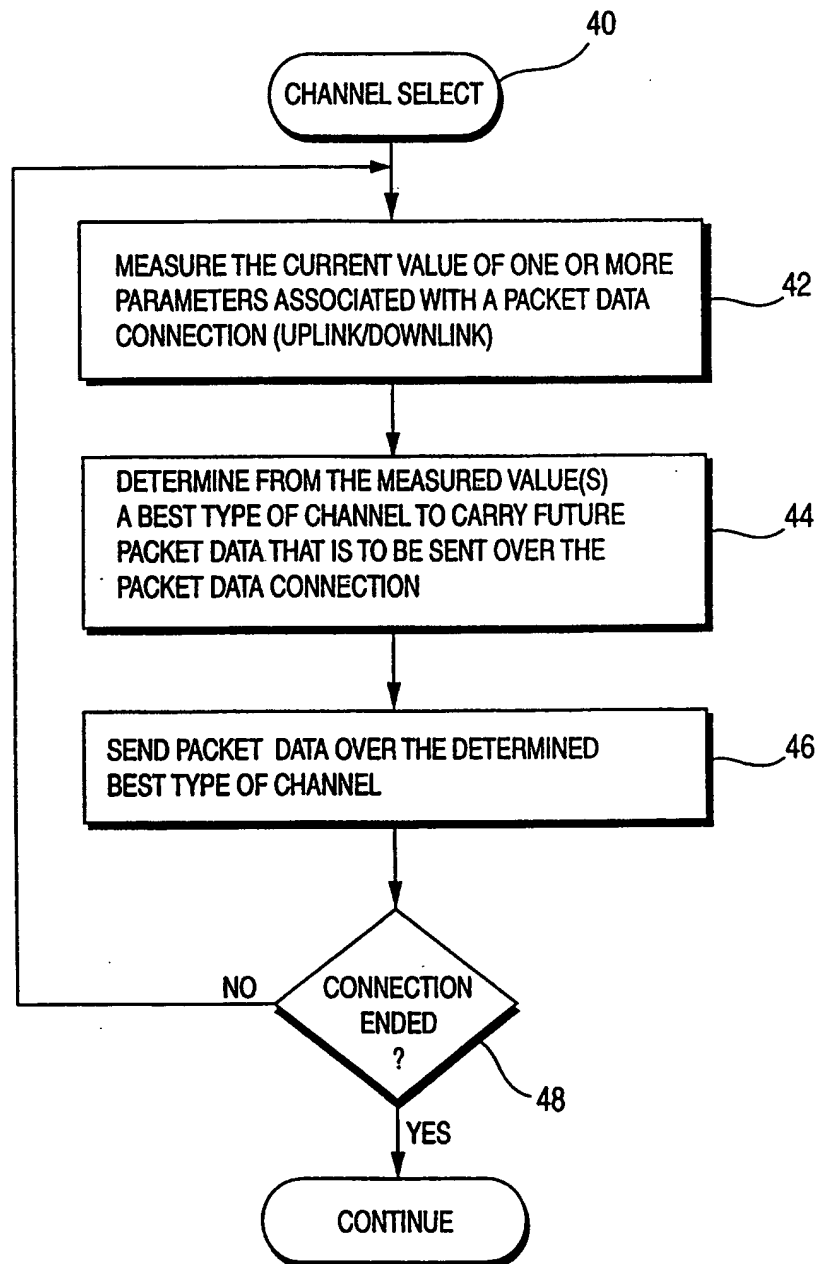 40
CHANNEL SELECT
MEASURE THE CURRENT VALUE OF ONE OR MORE
PARAMETERS ASSOCIATED WITH A PACKET DATA
CONNECTION (UPLINK/DOWNLINK)
42
DETERMINE FROM THE MEASURED VALUE(S)
A BEST TYPE OF CHANNEL TO CARRY FUTURE
PACKET DATA THAT IS TO BE SENT OVER THE
PACKET DATA CONNECTION
44
SEND PACKET DATA OVER THE DETERMINED
BEST TYPE OF CHANNEL
46
NO
CONNECTION
ENDED
?
48
YES
CONTINUE